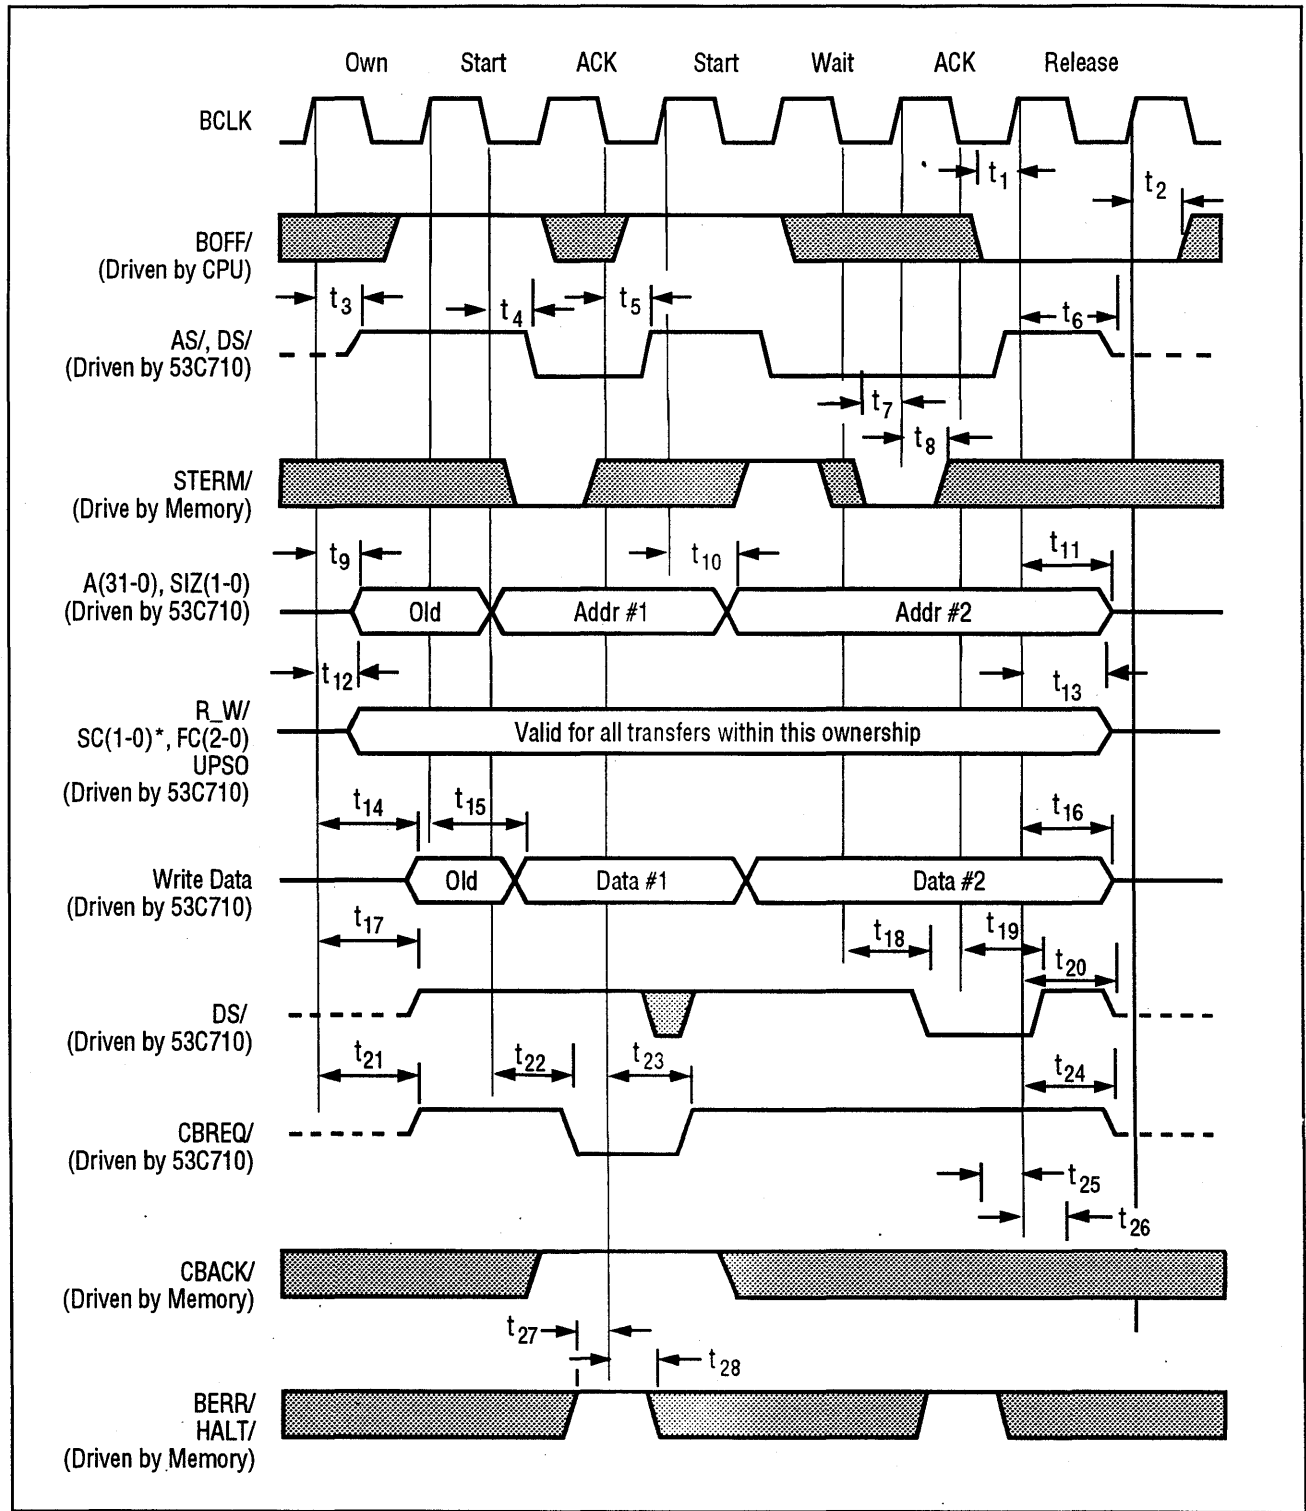 Own Start ACK Start Wait ACK Release
BCLK
t1
t2
BOFF/
(Driven by CPU)
t3 t4 t5 t6
AS/, DS/
(Driven by 53C710)
t7
t8
STERM/
(Drive by Memory)
t9 t10 t11
A(31-0), SIZ(1-0)
(Driven by 53C710)
Old Addr #1 Addr #2
t12 t13
R_W/
SC(1-0)*, FC(2-0)
UPSO
(Driven by 53C710)
Valid for all transfers within this ownership
t14 t15 t16
Write Data
(Driven by 53C710)
Old Data #1 Data #2
t17 t18 t19
t20
DS/
(Driven by 53C710)
t21 t22 t23 t24
CBREQ/
(Driven by 53C710)
t25
t26
CBACK/
(Driven by Memory)
t27
t28
BERR/
HALT/
(Driven by Memory)